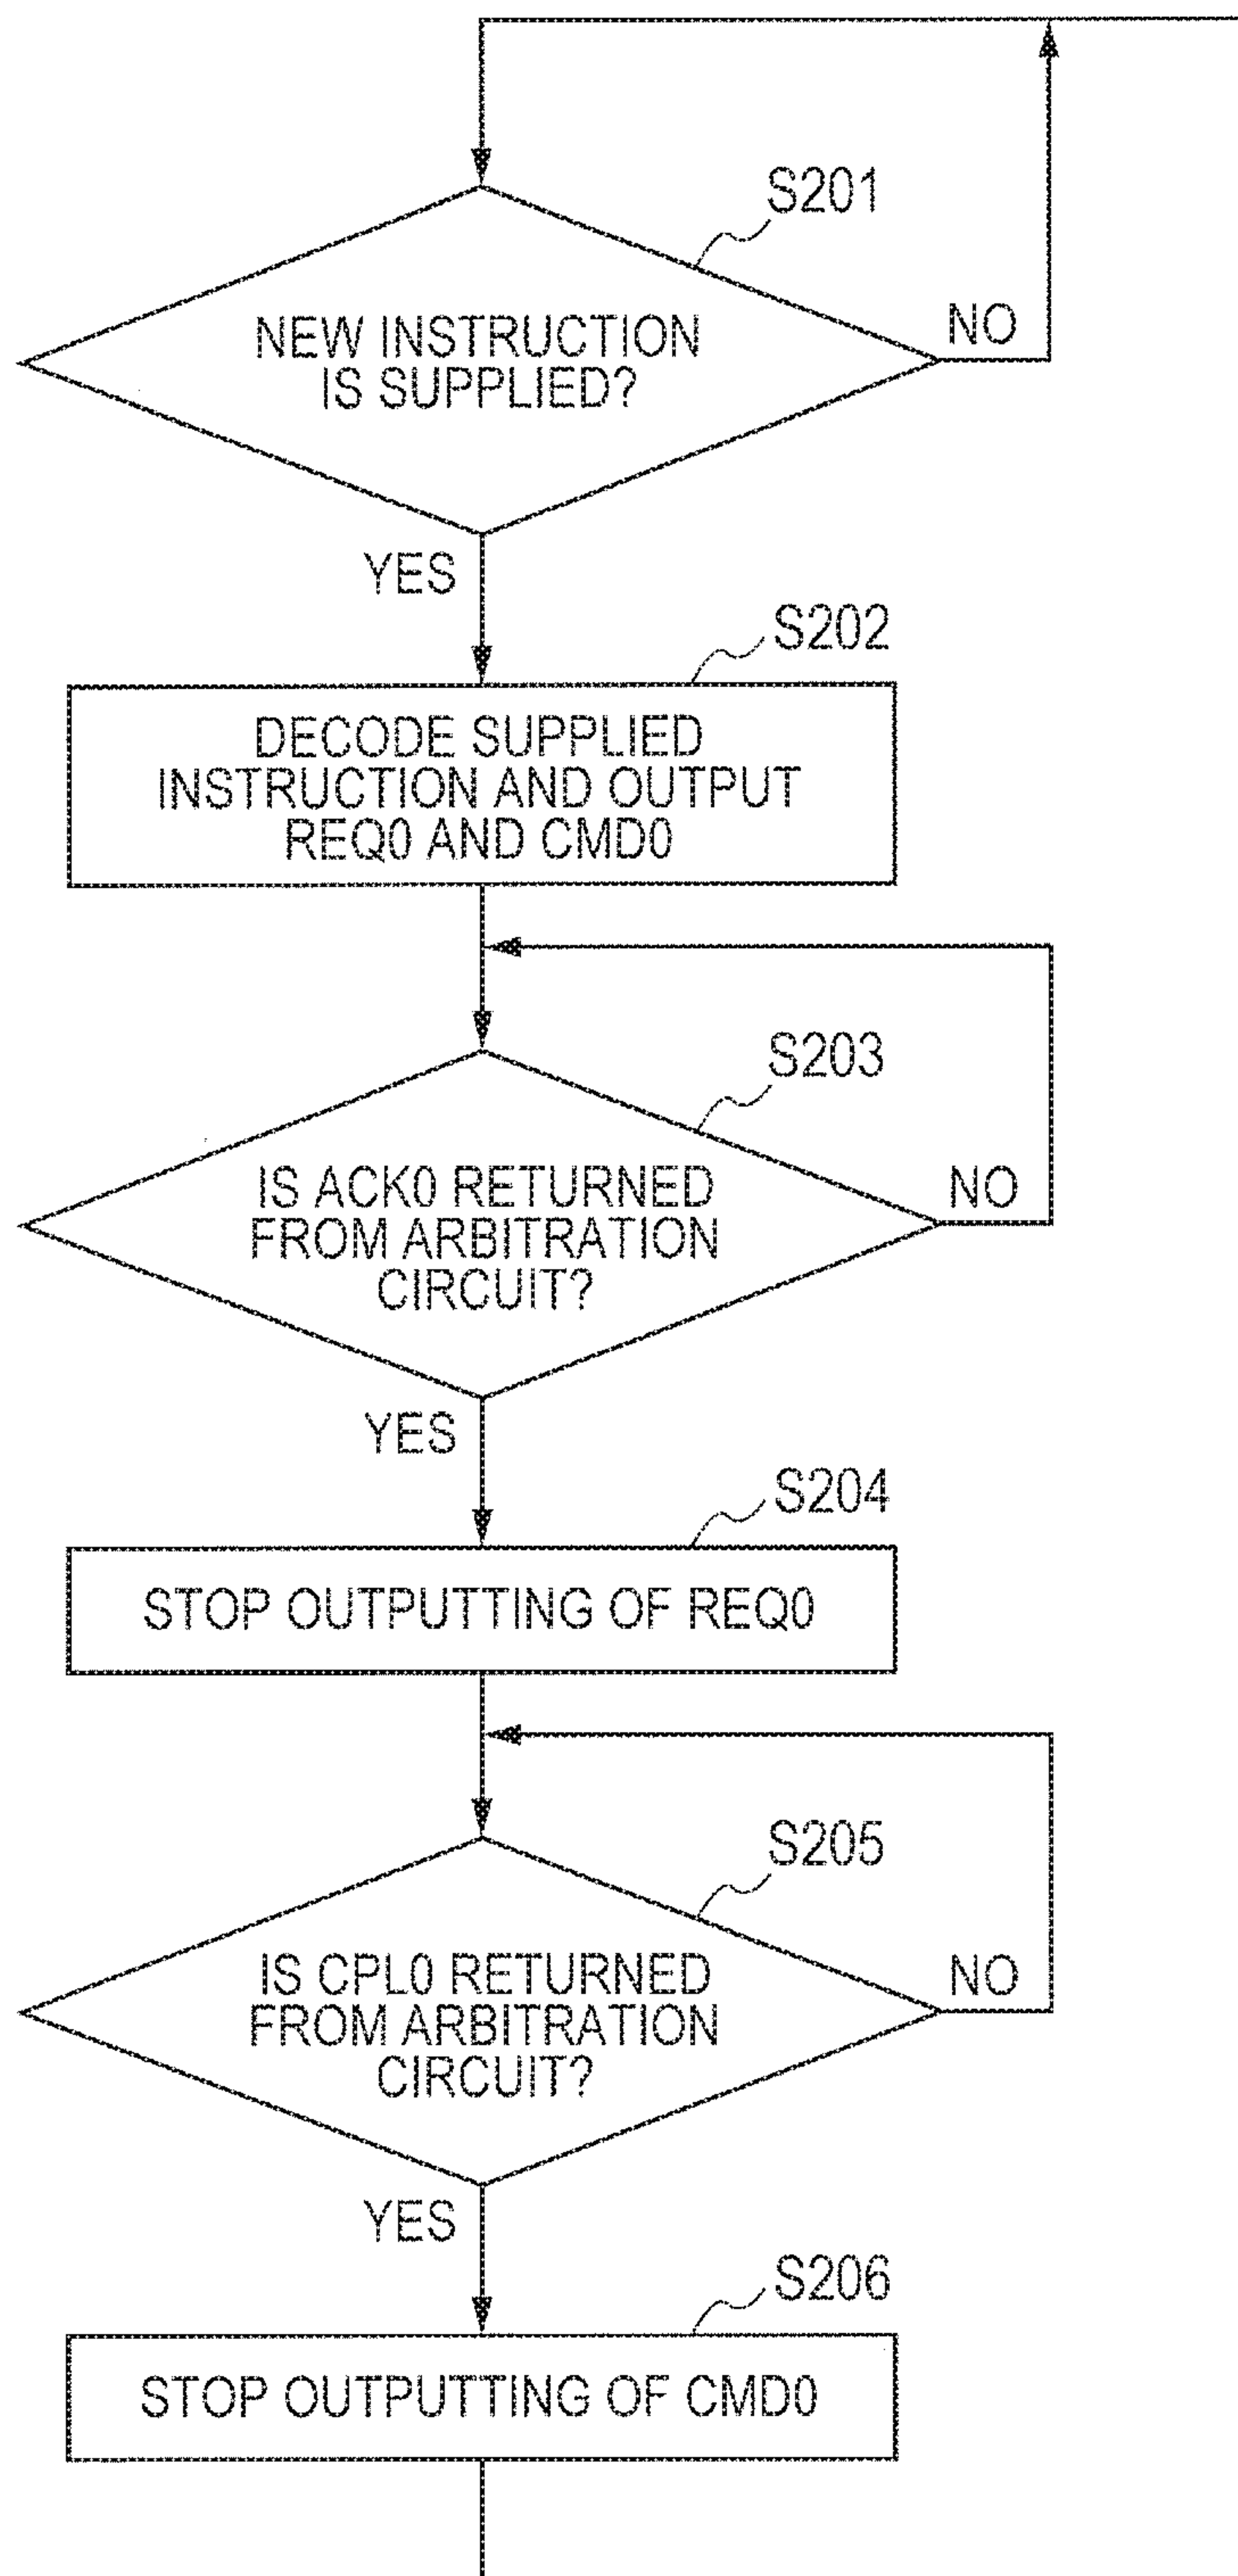 S201
NEW INSTRUCTION
IS SUPPLIED?
NO
YES
S202
DECODE SUPPLIED
INSTRUCTION AND OUTPUT
REQ0 AND CMD0
S203
IS ACK0 RETURNED
FROM ARBITRATION
CIRCUIT?
NO
YES
S204
STOP OUTPUTTING OF REQ0
S205
IS CPL0 RETURNED
FROM ARBITRATION
CIRCUIT?
NO
YES
S206
STOP OUTPUTTING OF CMD0